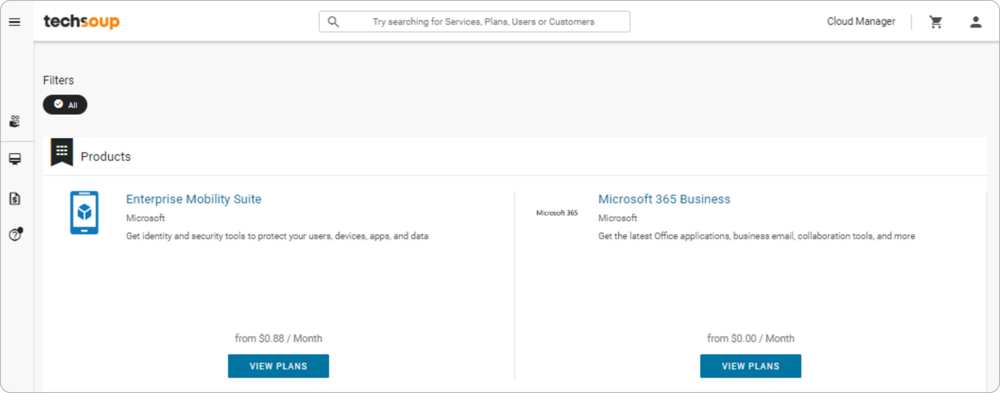 techsoup
Try searching for Services, Plans, Users or Customers
Cloud Manager
Filters
All
Products
Enterprise Mobility Suite
Microsoft
Get identity and security tools to protect your users, devices, apps, and data
from $0.88 / Month
VIEW PLANS
Microsoft 365
Microsoft 365 Business
Microsoft
Get the latest Office applications, business email, collaboration tools, and more
from $0.00 / Month
VIEW PLANS